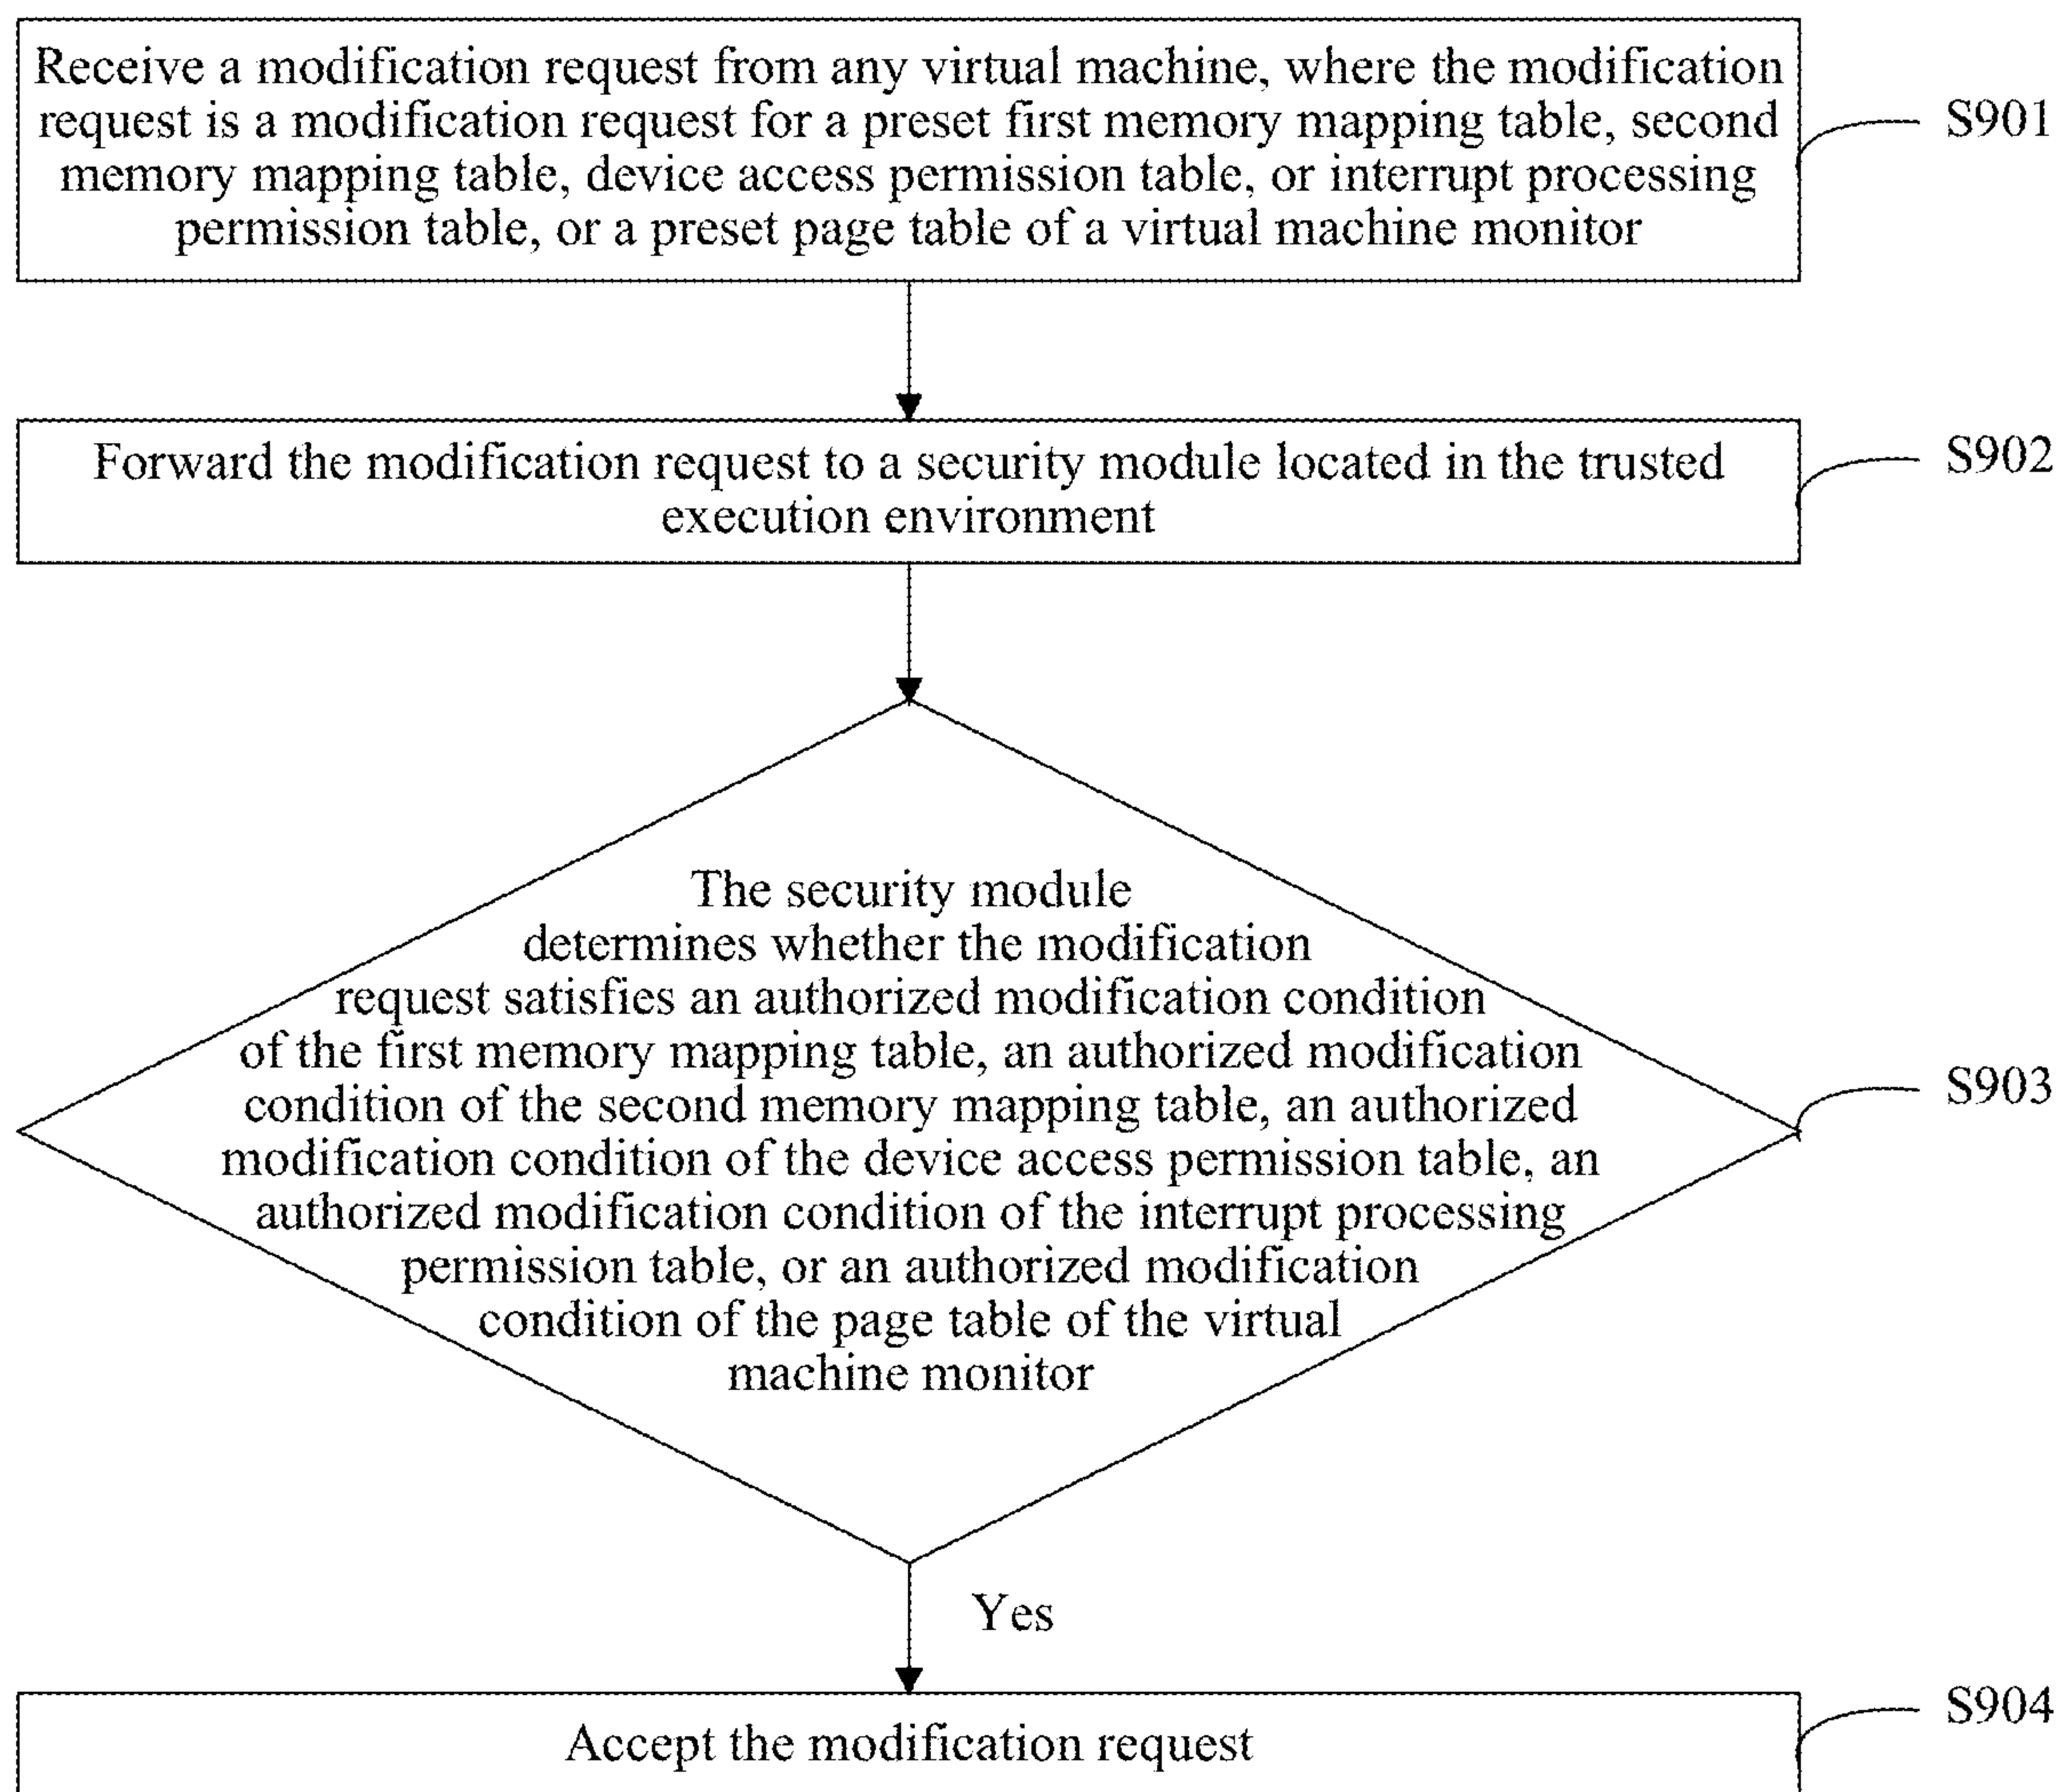 Receive a modification request from any virtual machine, where the modification
request is a modification request for a preset first memory mapping table, second
memory mapping table, device access permission table, or interrupt processing
permission table, or a preset page table of a virtual machine monitor
S901
Forward the modification request to a security module located in the trusted
execution environment
S902
The security module
determines whether the modification
request satisfies an authorized modification condition
of the first memory mapping table, an authorized modification
condition of the second memory mapping table, an authorized
modification condition of the device access permission table, an
authorized modification condition of the interrupt processing
permission table, or an authorized modification
condition of the page table of the virtual
machine monitor
S903
Yes
Accept the modification request
S904